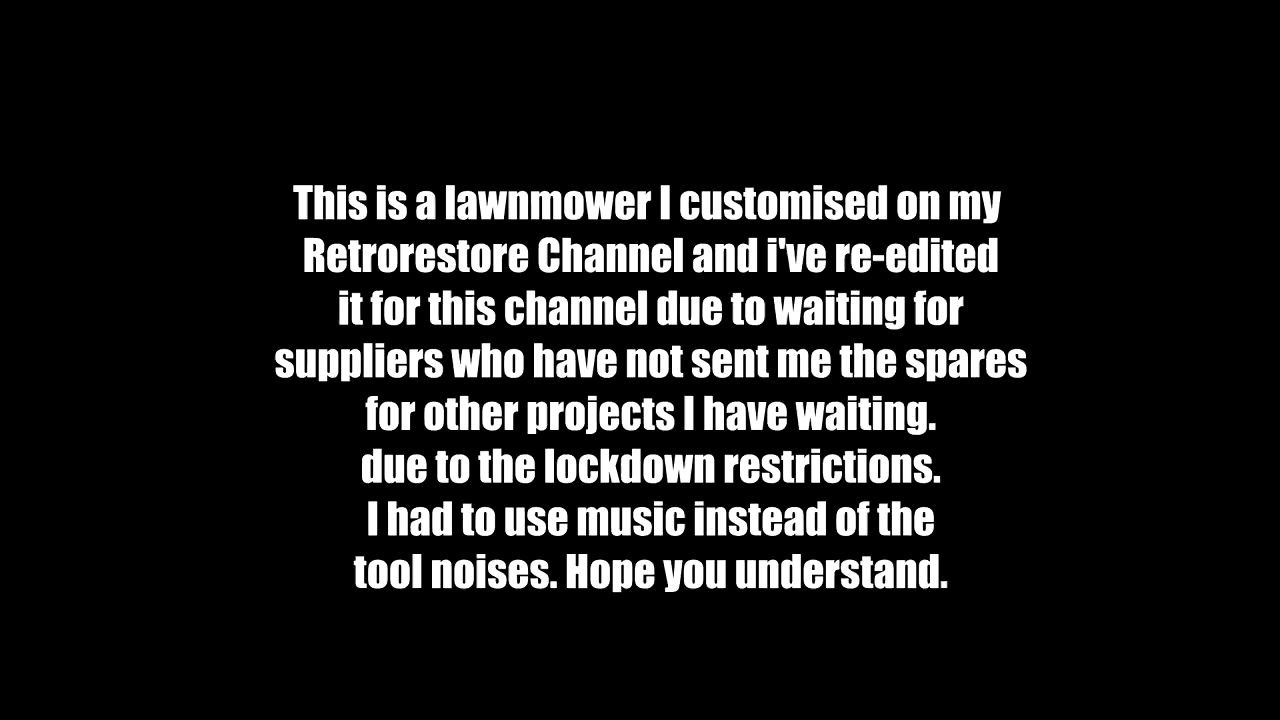 This is a lawnmower I customised on my
Retrorestore Channel and i've re-edited
it for this channel due to waiting for
suppliers who have not sent me the spares
for other projects I have waiting.
due to the lockdown restrictions.
I had to use music instead of the
tool noises. Hope you understand.